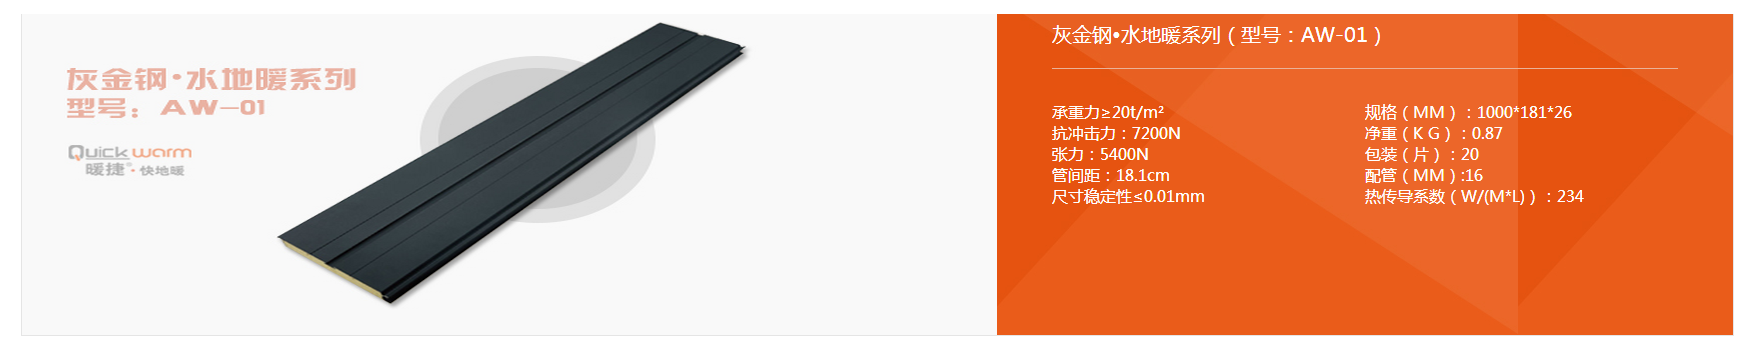 灰金钢·水地暖系列
型号：AW-01
Quick warm
暖捷®·快地暖
灰金钢•水地暖系列（型号：AW-01）
承重力≥20t/m²
抗冲击力：7200N
张力：5400N
管间距：18.1cm
尺寸稳定性≤0.01mm
规格（MM）：1000*181*26
净重（K G）：0.87
包装（片）：20
配管（MM）:16
热传导系数（W/(M*L)）：234